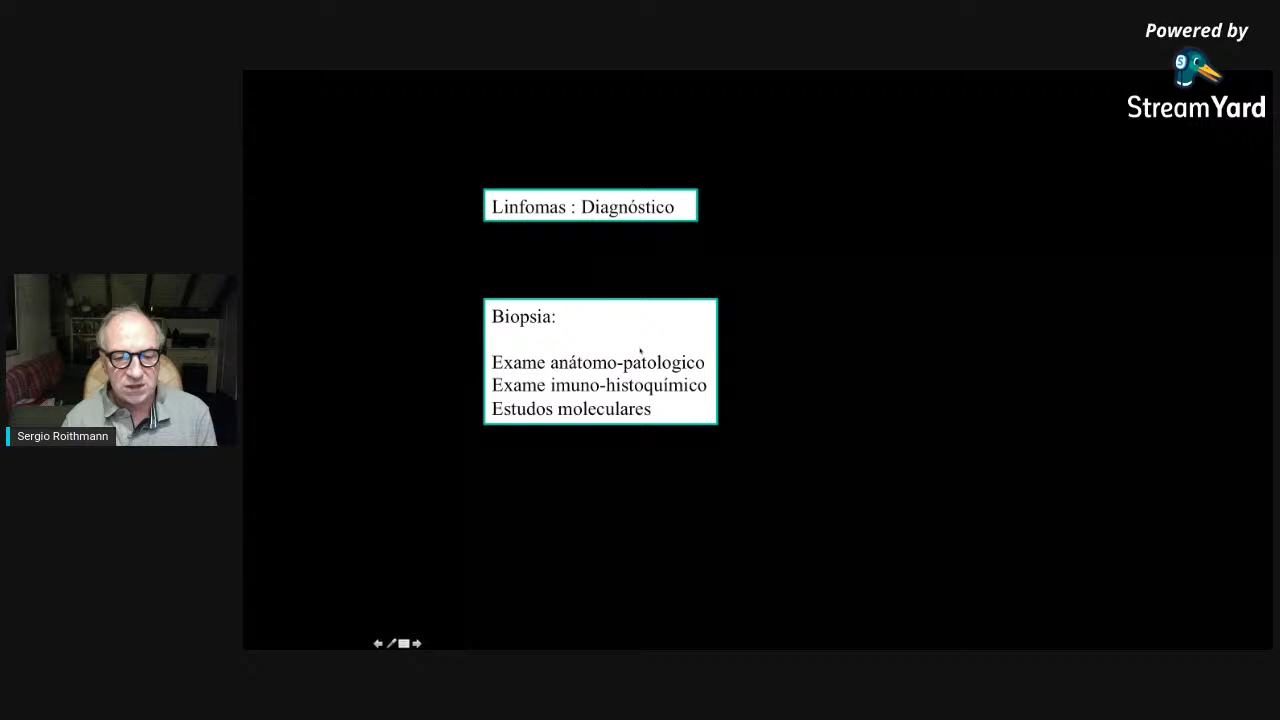 Powered by
StreamYard
Linfomas : Diagnóstico
Biopsia:
Exame anátomo-patologico
Exame imuno-histoquímico
Estudos moleculares
Sergio Roithmann